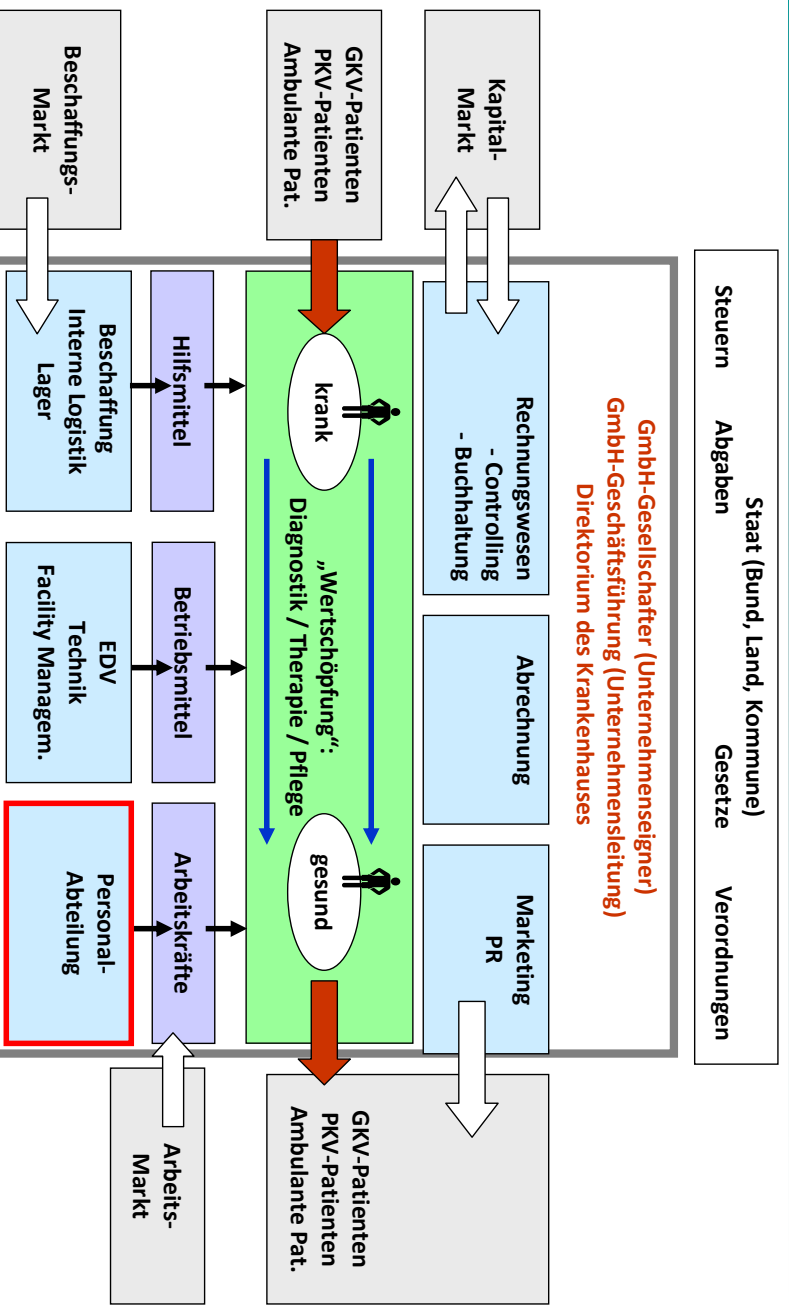 Staat (Bund, Land, Kommune)
Steuern Abgaben Gesetze Verordnungen
GmbH-Gesellschafter (Unternehmenseigner)
GmbH-Geschäftsführung (Unternehmensleitung)
Direktorium des Krankenhauses
Kapital-
Markt
Rechnungswesen
- Controlling
- Buchhaltung
Abrechnung
Marketing
PR
GKV-Patienten
PKV-Patienten
Ambulante Pat.
krank
„Wertschöpfung“:
Diagnostik / Therapie / Pflege
gesund
GKV-Patienten
PKV-Patienten
Ambulante Pat.
Hilfsmittel
Betriebsmittel
Arbeitskräfte
Arbeits-
Markt
Beschaffungs-
Markt
Beschaffung
Interne Logistik
Lager
EDV
Technik
Facility Managem.
Personal-
Abteilung